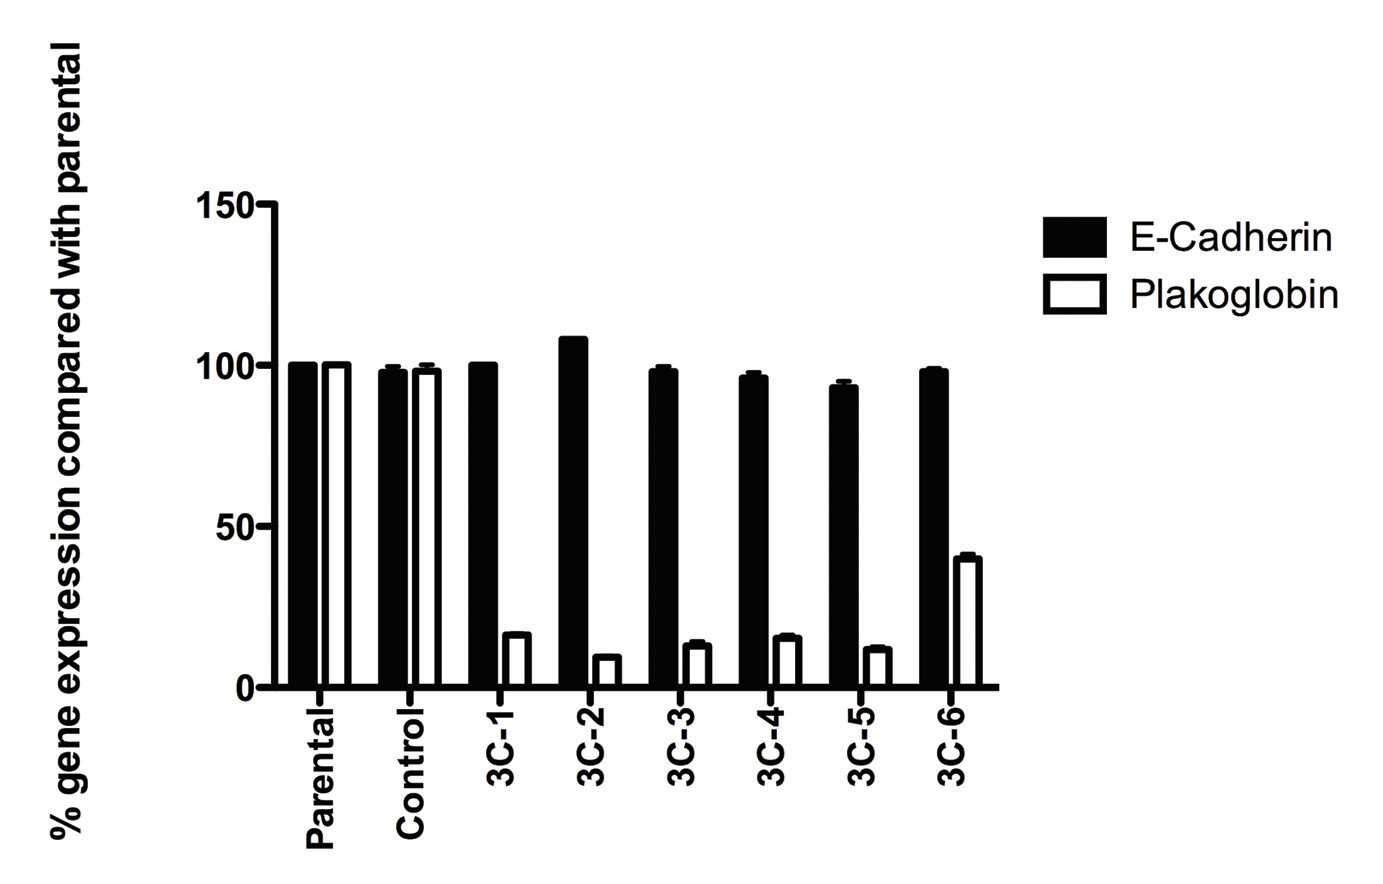 % gene expression compared with parental
150
100
50
0
Parental
Control
3C-1
3C-2
3C-3
3C-4
3C-5
3C-6
E-Cadherin
Plakoglobin